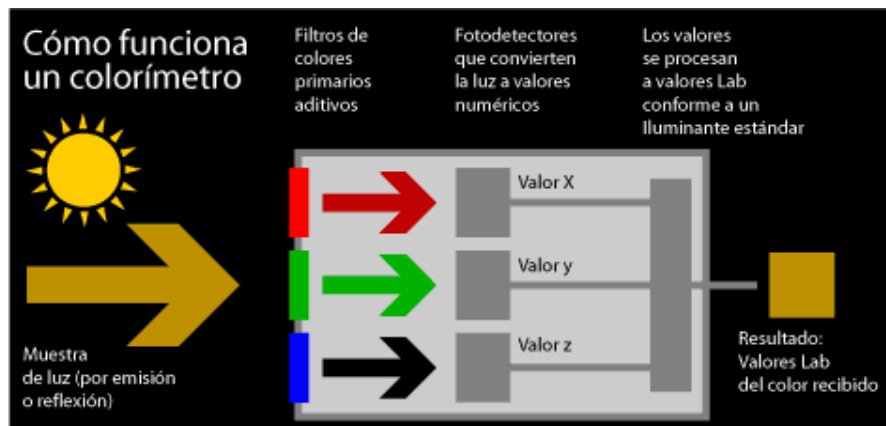 Cómo funciona
un colorímetro
Filtros de
colores
primarios
aditivos
Fotodetectores
que convierten
la luz a valores
numéricos
Los valores
se procesan
a valores Lab
conforme a un
Iluminante estándar
Valor X
Valor y
Valor z
Muestra
de luz (por emisión
o reflexión)
Resultado:
Valores Lab
del color recibido